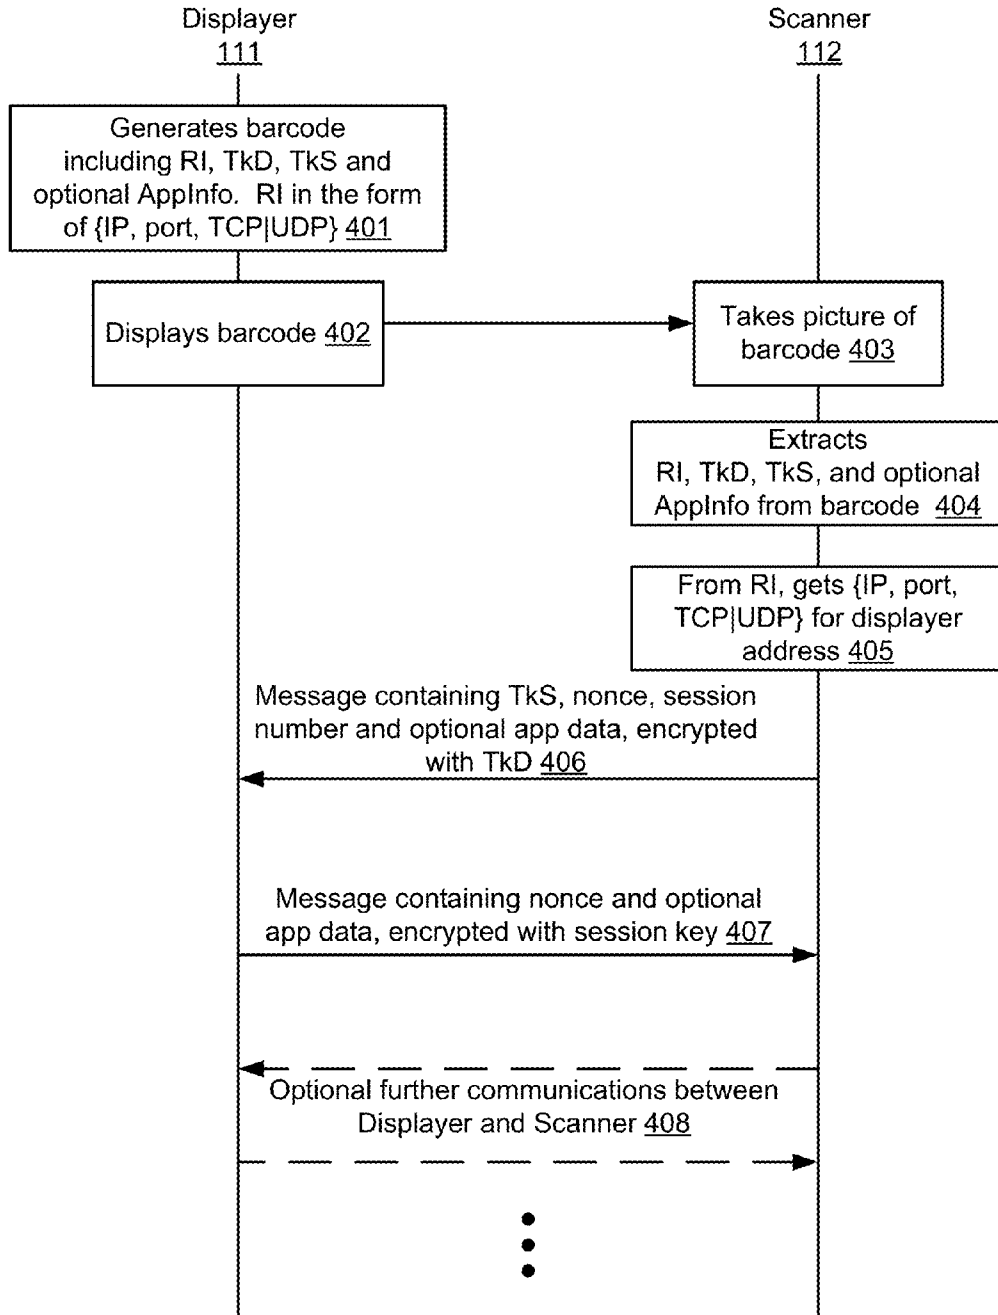 Displayer
111
Scanner
112
Generates barcode
including RI, TkD, TkS and
optional AppInfo.  RI in the form
of {IP, port, TCP|UDP} 401
Displays barcode 402
Takes picture of
barcode 403
Extracts
RI, TkD, TkS, and optional
AppInfo from barcode  404
From RI, gets {IP, port,
TCP|UDP} for displayer
address 405
Message containing TkS, nonce, session
number and optional app data, encrypted
with TkD 406
Message containing nonce and optional
app data, encrypted with session key 407
Optional further communications between
Displayer and Scanner 408